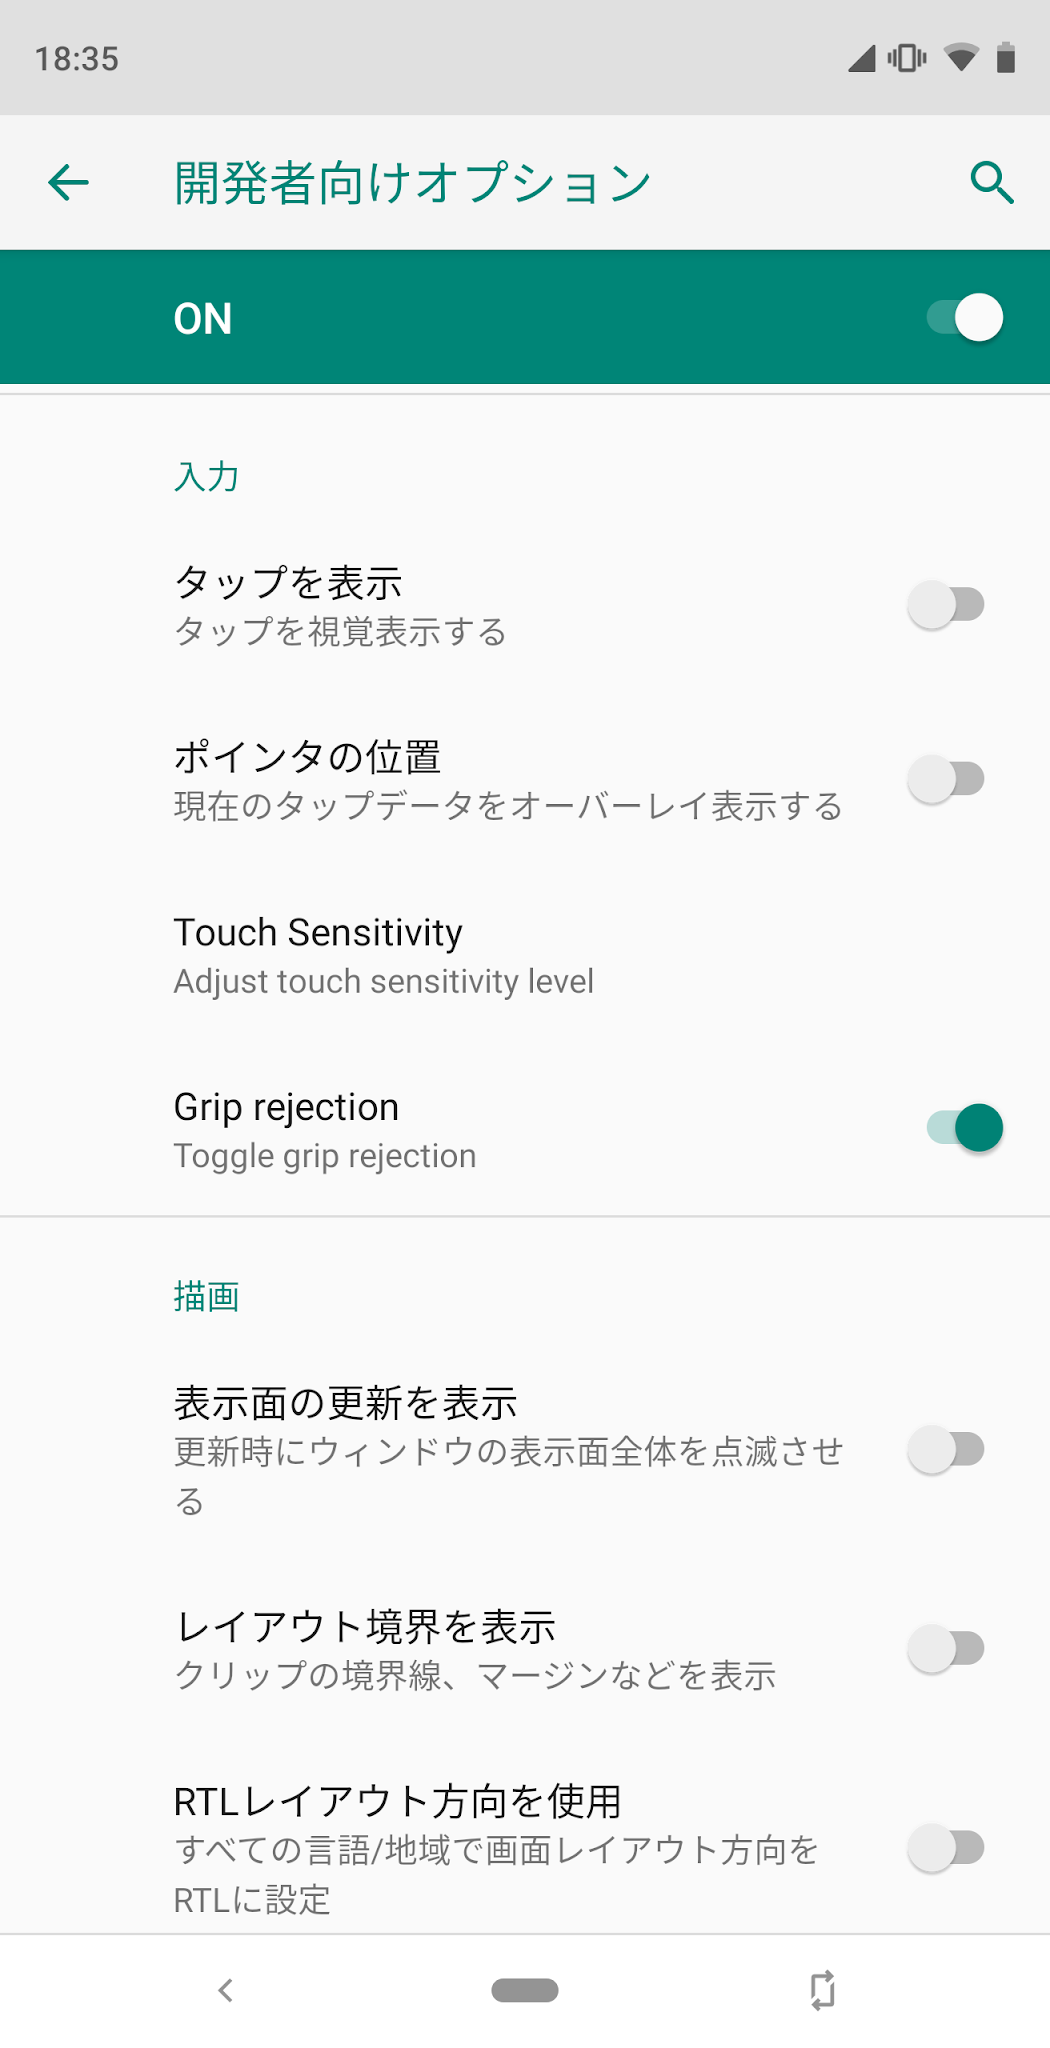 18:35
開発者向けオプション
ON
入力
タップを表示
タップを視覚表示する
ポインタの位置
現在のタップデータをオーバーレイ表示する
Touch Sensitivity
Adjust touch sensitivity level
Grip rejection
Toggle grip rejection
描画
表示面の更新を表示
更新時にウィンドウの表示面全体を点滅させ
る
レイアウト境界を表示
クリップの境界線、マージンなどを表示
RTLレイアウト方向を使用
すべての言語/地域で画面レイアウト方向を
RTLに設定